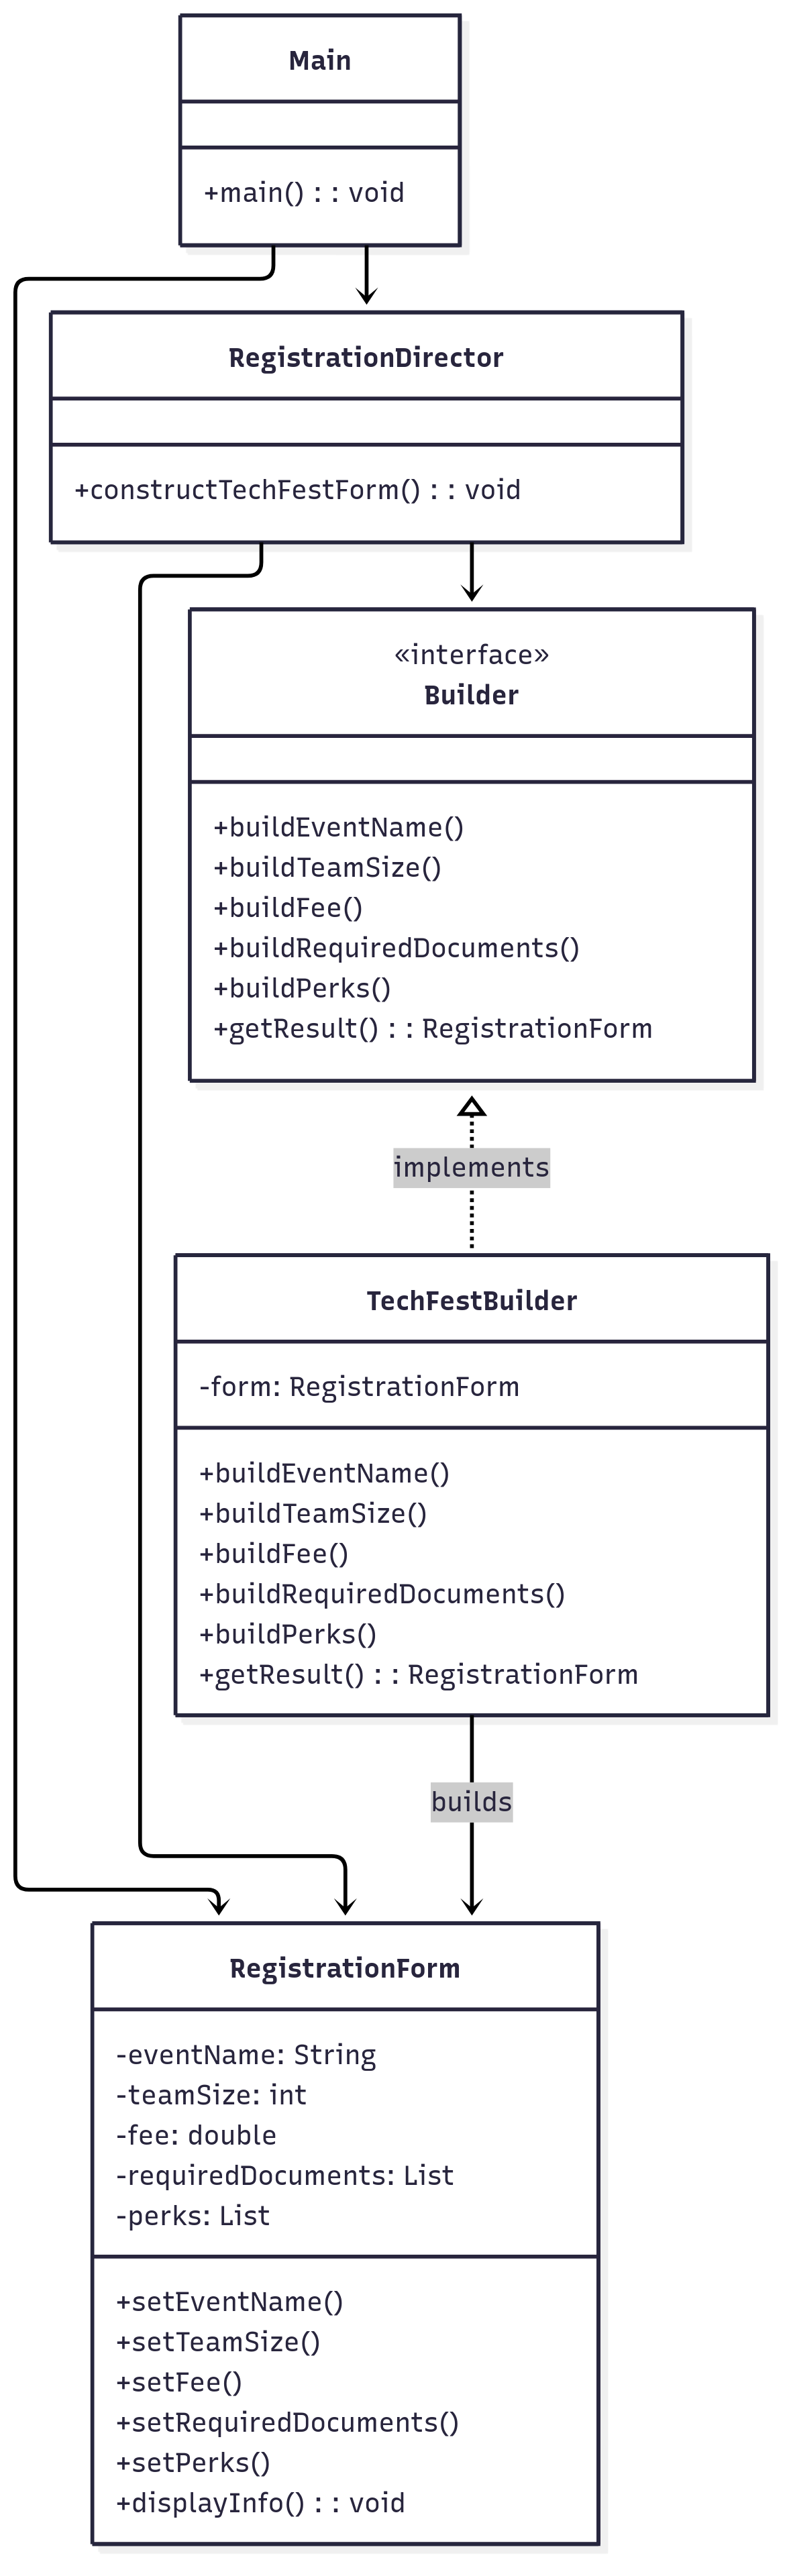 Main
+main() : : void
RegistrationDirector
+constructTechFestForm() : : void
«interface»
Builder
+buildEventName()
+buildTeamSize()
+buildFee()
+buildRequiredDocuments()
+buildPerks()
+getResult() : : RegistrationForm
implements
TechFestBuilder
-form: RegistrationForm
+buildEventName()
+buildTeamSize()
+buildFee()
+buildRequiredDocuments()
+buildPerks()
+getResult() : : RegistrationForm
builds
RegistrationForm
-eventName: String
-teamSize: int
-fee: double
-requiredDocuments: List
-perks: List
+setEventName()
+setTeamSize()
+setFee()
+setRequiredDocuments()
+setPerks()
+displayInfo() : : void